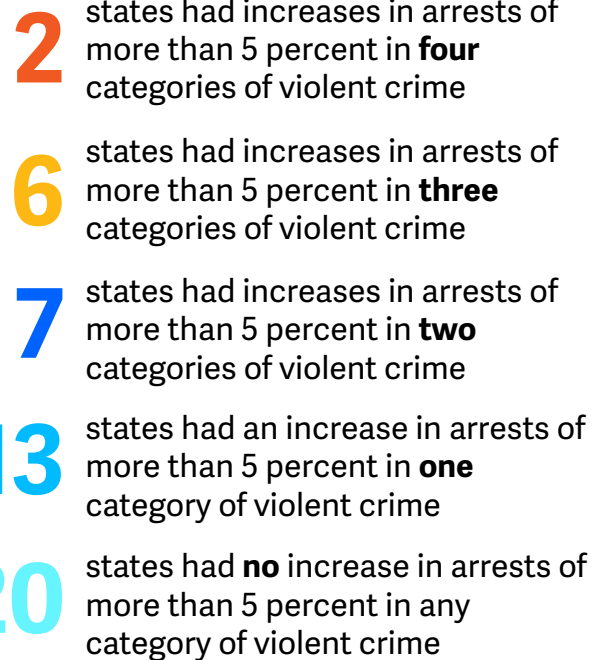 2
states had increases in arrests of
more than 5 percent in four
categories of violent crime
6
states had increases in arrests of
more than 5 percent in three
categories of violent crime
7
states had increases in arrests of
more than 5 percent in two
categories of violent crime
13
states had an increase in arrests of
more than 5 percent in one
category of violent crime
20
states had no increase in arrests of
more than 5 percent in any
category of violent crime